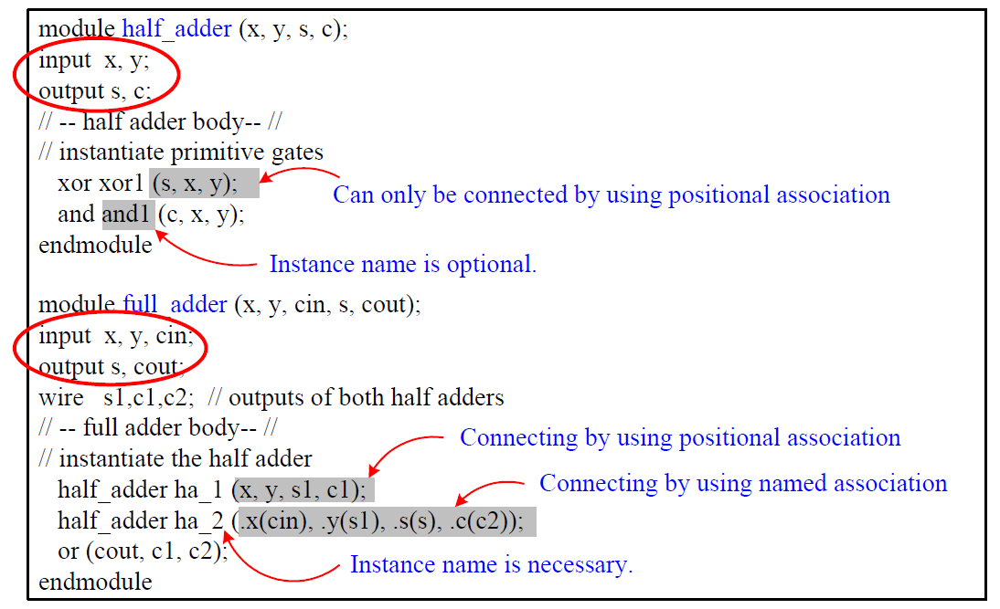 module half_adder (x, y, s, c);
input  x, y;
output s, c;
// -- half adder body-- //
// instantiate primitive gates
xor xor1 (s, x, y);
Can only be connected by using positional association
and and1 (c, x, y);
endmodule
Instance name is optional.
module full_adder (x, y, cin, s, cout);
input  x, y, cin;
output s, cout;
wire   s1,c1,c2;  // outputs of both half adders
// -- full adder body-- //
Connecting by using positional association
// instantiate the half adder
Connecting by using named association
half_adder ha_1 (x, y, s1, c1);
half_adder ha_2 (.x(cin), .y(s1), .s(s), .c(c2));
or (cout, c1, c2);
Instance name is necessary.
endmodule